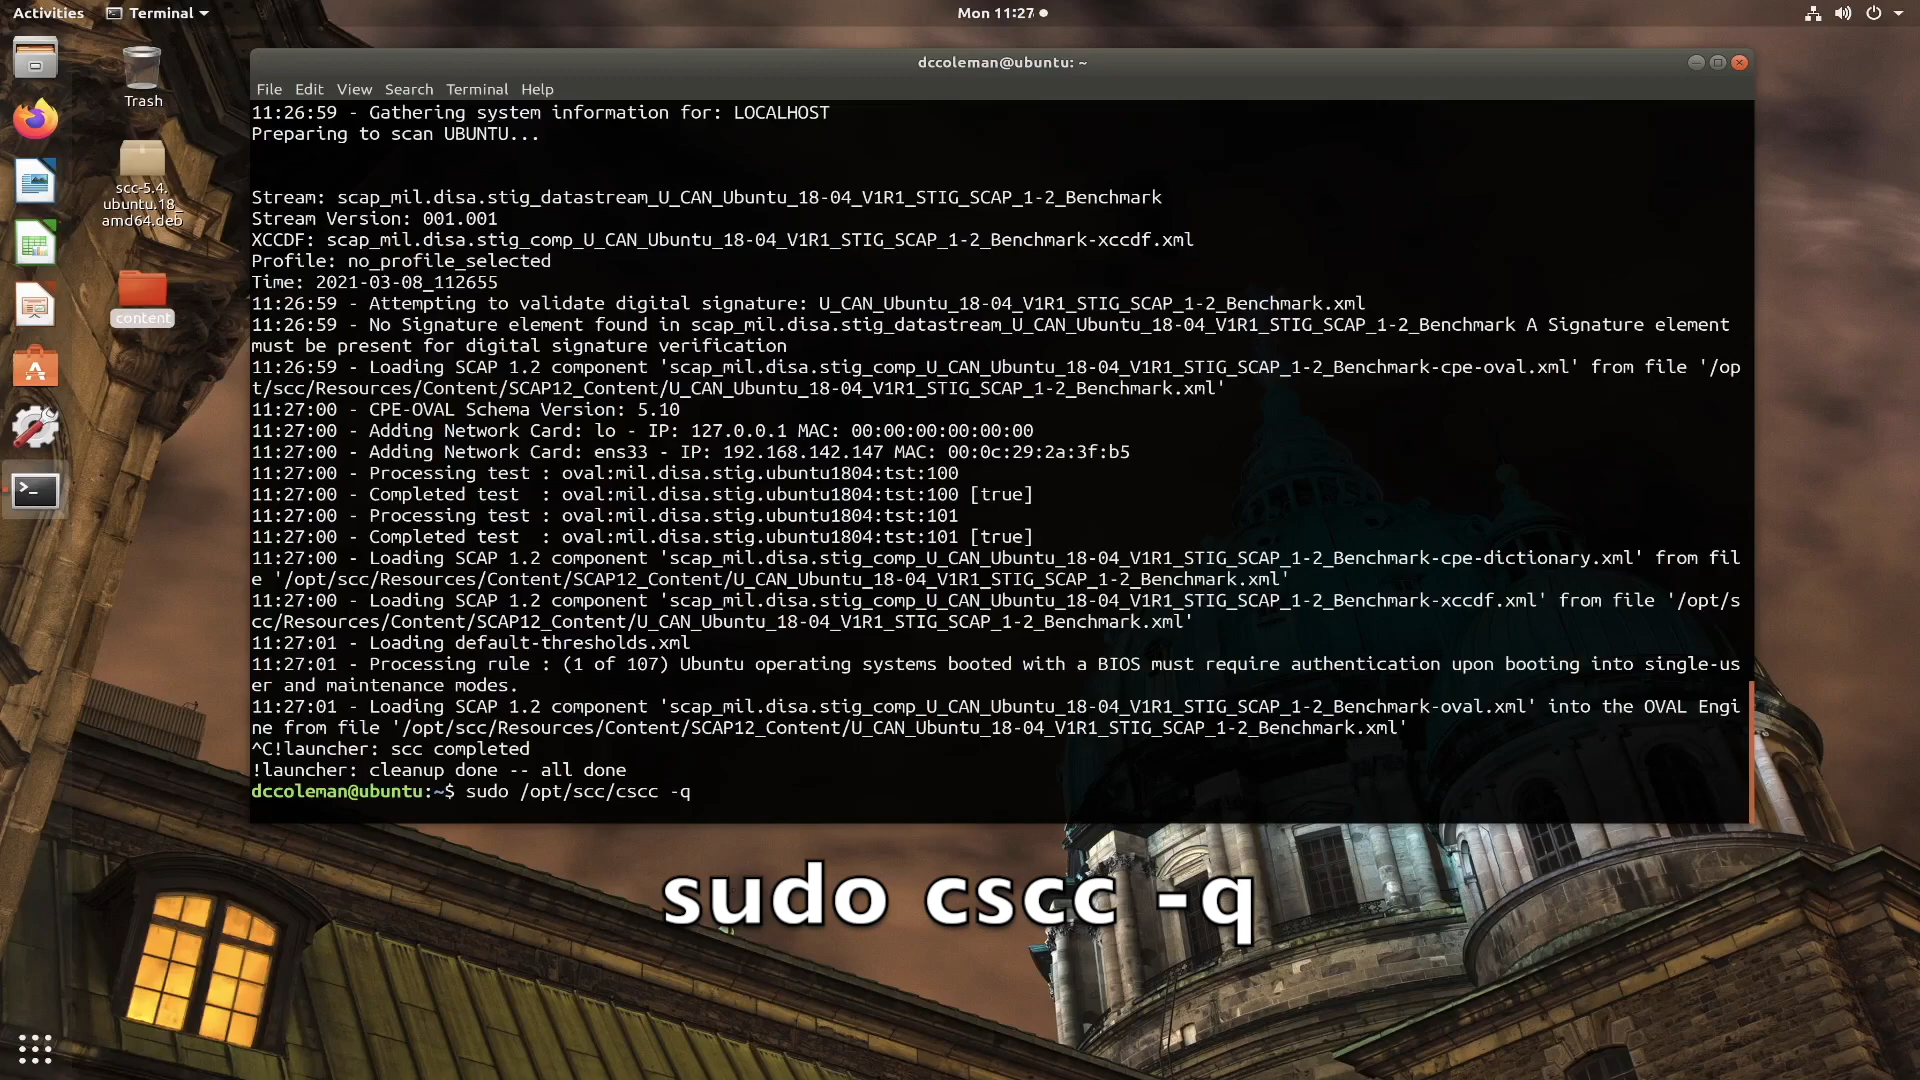 Activities Terminal Mon 11:27
dccoleman@ubuntu: ~
File Edit View Search Terminal Help
Trash
scc-5.4.
ubuntu.18_
amd64.deb
content
11:26:59 - Gathering system information for: LOCALHOST
Preparing to scan UBUNTU...
Stream: scap_mil.disa.stig_datastream_U_CAN_Ubuntu_18-04_V1R1_STIG_SCAP_1-2_Benchmark
Stream Version: 001.001
XCCDF: scap_mil.disa.stig_comp_U_CAN_Ubuntu_18-04_V1R1_STIG_SCAP_1-2_Benchmark-xccdf.xml
Profile: no_profile_selected
Time: 2021-03-08_112655
11:26:59 - Attempting to validate digital signature: U_CAN_Ubuntu_18-04_V1R1_STIG_SCAP_1-2_Benchmark.xml
11:26:59 - No Signature element found in scap_mil.disa.stig_datastream_U_CAN_Ubuntu_18-04_V1R1_STIG_SCAP_1-2_Benchmark A Signature element
must be present for digital signature verification
11:26:59 - Loading SCAP 1.2 component 'scap_mil.disa.stig_comp_U_CAN_Ubuntu_18-04_V1R1_STIG_SCAP_1-2_Benchmark-cpe-oval.xml' from file '/op
t/scc/Resources/Content/SCAP12_Content/U_CAN_Ubuntu_18-04_V1R1_STIG_SCAP_1-2_Benchmark.xml'
11:27:00 - CPE-OVAL Schema Version: 5.10
11:27:00 - Adding Network Card: lo - IP: 127.0.0.1 MAC: 00:00:00:00:00:00
11:27:00 - Adding Network Card: ens33 - IP: 192.168.142.147 MAC: 00:0c:29:2a:3f:b5
11:27:00 - Processing test : oval:mil.disa.stig.ubuntu1804:tst:100
11:27:00 - Completed test  : oval:mil.disa.stig.ubuntu1804:tst:100 [true]
11:27:00 - Processing test : oval:mil.disa.stig.ubuntu1804:tst:101
11:27:00 - Completed test  : oval:mil.disa.stig.ubuntu1804:tst:101 [true]
11:27:00 - Loading SCAP 1.2 component 'scap_mil.disa.stig_comp_U_CAN_Ubuntu_18-04_V1R1_STIG_SCAP_1-2_Benchmark-cpe-dictionary.xml' from fil
e '/opt/scc/Resources/Content/SCAP12_Content/U_CAN_Ubuntu_18-04_V1R1_STIG_SCAP_1-2_Benchmark.xml'
11:27:00 - Loading SCAP 1.2 component 'scap_mil.disa.stig_comp_U_CAN_Ubuntu_18-04_V1R1_STIG_SCAP_1-2_Benchmark-xccdf.xml' from file '/opt/s
cc/Resources/Content/SCAP12_Content/U_CAN_Ubuntu_18-04_V1R1_STIG_SCAP_1-2_Benchmark.xml'
11:27:01 - Loading default-thresholds.xml
11:27:01 - Processing rule : (1 of 107) Ubuntu operating systems booted with a BIOS must require authentication upon booting into single-us
er and maintenance modes.
11:27:01 - Loading SCAP 1.2 component 'scap_mil.disa.stig_comp_U_CAN_Ubuntu_18-04_V1R1_STIG_SCAP_1-2_Benchmark-oval.xml' into the OVAL Engi
ne from file '/opt/scc/Resources/Content/SCAP12_Content/U_CAN_Ubuntu_18-04_V1R1_STIG_SCAP_1-2_Benchmark.xml'
^C!launcher: scc completed
!launcher: cleanup done -- all done
dccoleman@ubuntu:~$ sudo /opt/scc/cscc -q
sudo cscc -q